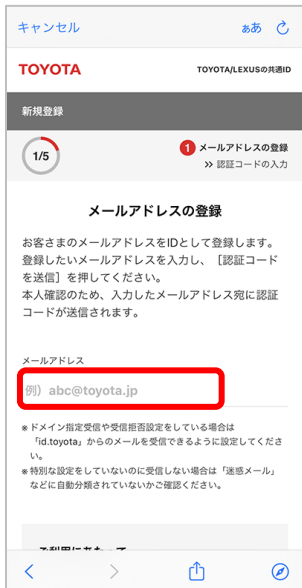 キャンセル
ぁあ
TOYOTA
TOYOTA/LEXUSの共通ID
新規登録
1/5
1 メールアドレスの登録
>> 認証コードの入力
メールアドレスの登録
お客さまのメールアドレスをIDとして登録します。
登録したいメールアドレスを入力し、［認証コード
を送信］を押してください。
本人確認のため、入力したメールアドレス宛に認証
コードが送信されます。
メールアドレス
例）abc@toyota.jp
※ドメイン指定受信や受信拒否設定をしている場合は
「id.toyota」からのメールを受信できるように設定してくださ
い。
※特別な設定をしていないのに受信しない場合は「迷惑メール」
などに自動分類されていないかご確認ください。
ご利用にあたって